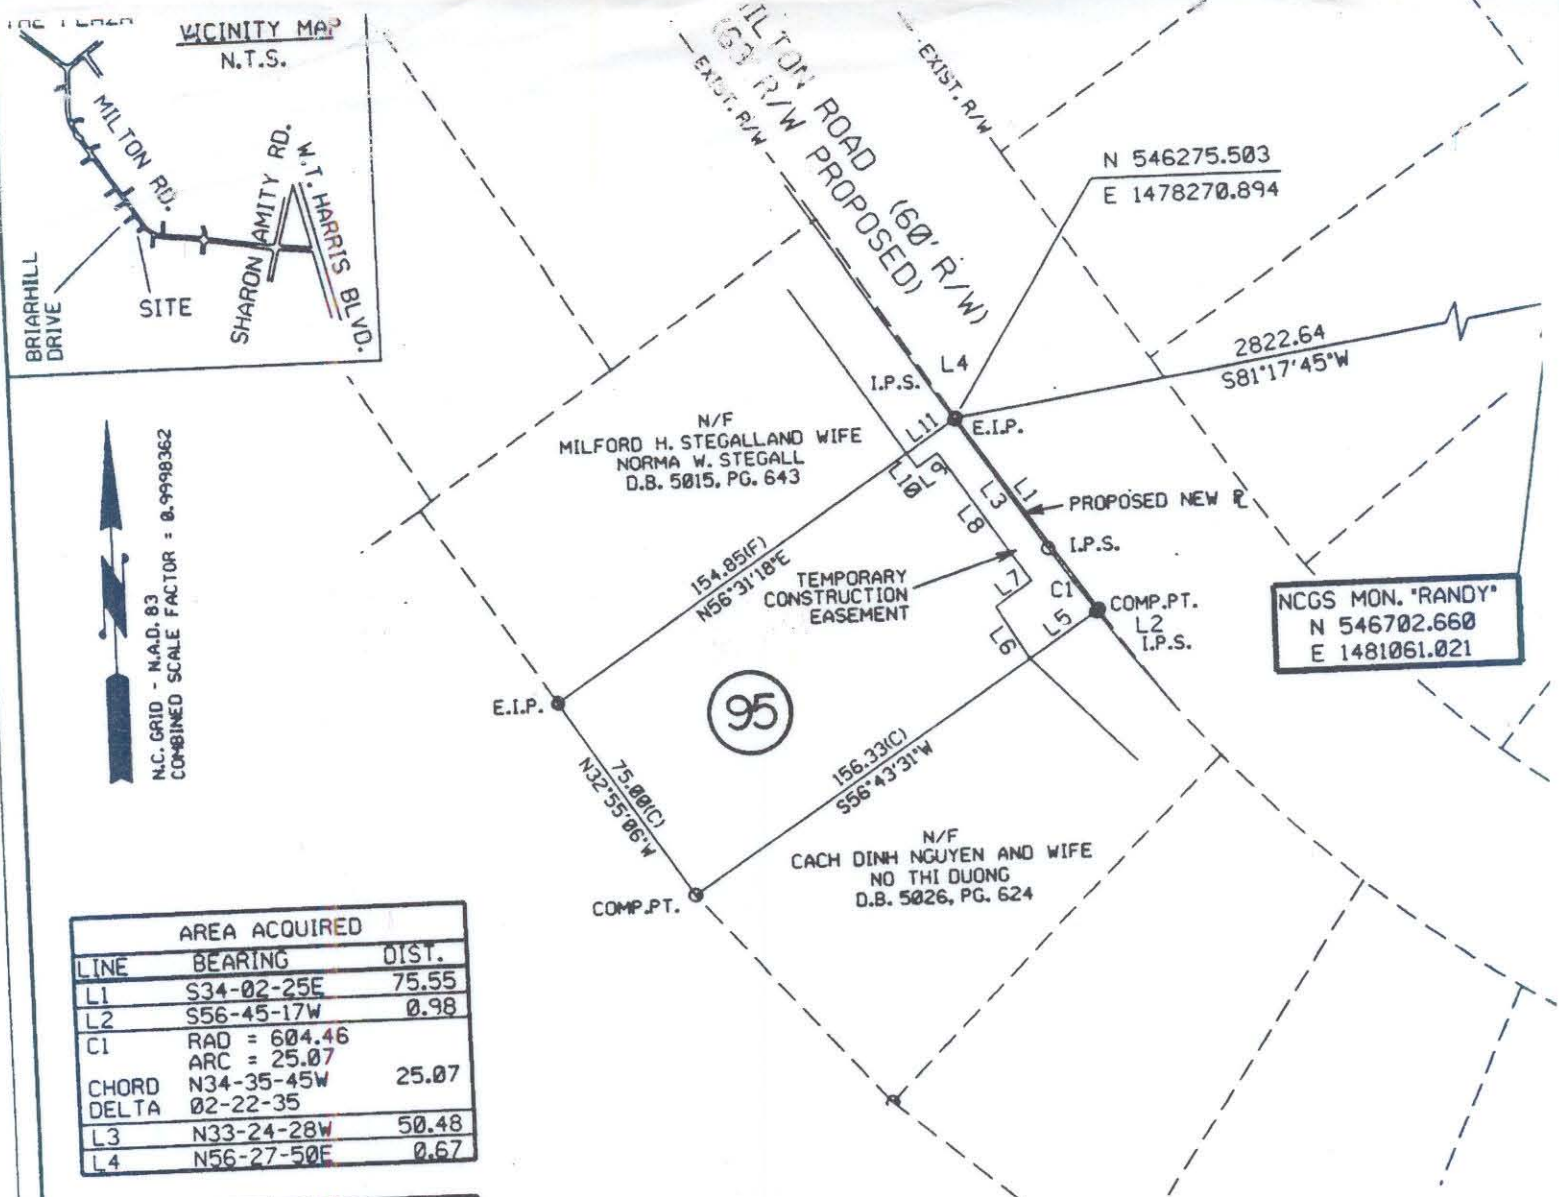 THE PLAZA
VICINITY MAP
N.T.S.
MILTON RD.
SHARON AMITY RD.
W.T. HARRIS BLVD.
BRIARHILL
DRIVE
SITE
MILTON ROAD (60' R/W)
(63' R/W PROPOSED)
EXIST. R/W
EXIST. R/W
N 546275.503
E 1478270.894
2822.64
S81°17'45"W
L4
I.P.S.
E.I.P.
L11
L10
L9
L3
L1
L8
PROPOSED NEW PL
I.P.S.
L7
C1
COMP.PT.
L2
I.P.S.
L5
L6
N/F
MILFORD H. STEGALLAND WIFE
NORMA W. STEGALL
D.B. 5015, PG. 643
154.85(F)
N56°31'18"E
TEMPORARY
CONSTRUCTION
EASEMENT
NCGS MON. "RANDY"
N 546702.660
E 1481061.021
N.C. GRID - N.A.D. 83
COMBINED SCALE FACTOR = 0.9998362
E.I.P.
95
75.00(C)
N32°55'06"W
156.33(C)
S56°43'31"W
COMP.PT.
N/F
CACH DINH NGUYEN AND WIFE
NO THI DUONG
D.B. 5026, PG. 624
AREA ACQUIRED
LINE BEARING DIST.
L1 S34-02-25E 75.55
L2 S56-45-17W 0.98
C1 RAD = 604.46
ARC = 25.07
CHORD N34-35-45W 25.07
DELTA 02-22-35
L3 N33-24-28W 50.48
L4 N56-27-50E 0.67